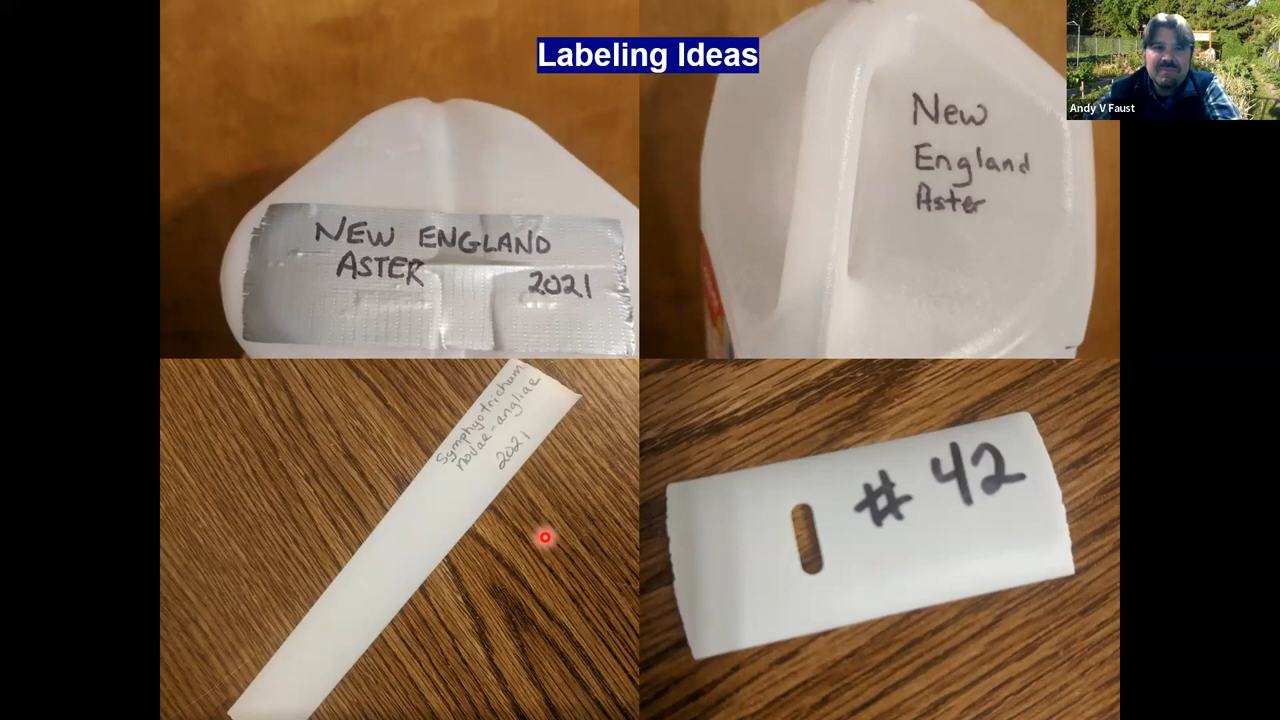 Labeling Ideas
Andy V Faust
NEW ENGLAND
ASTER 2021
New
England
Aster
Symphyotrichum
novae-angliae
2021
# 42